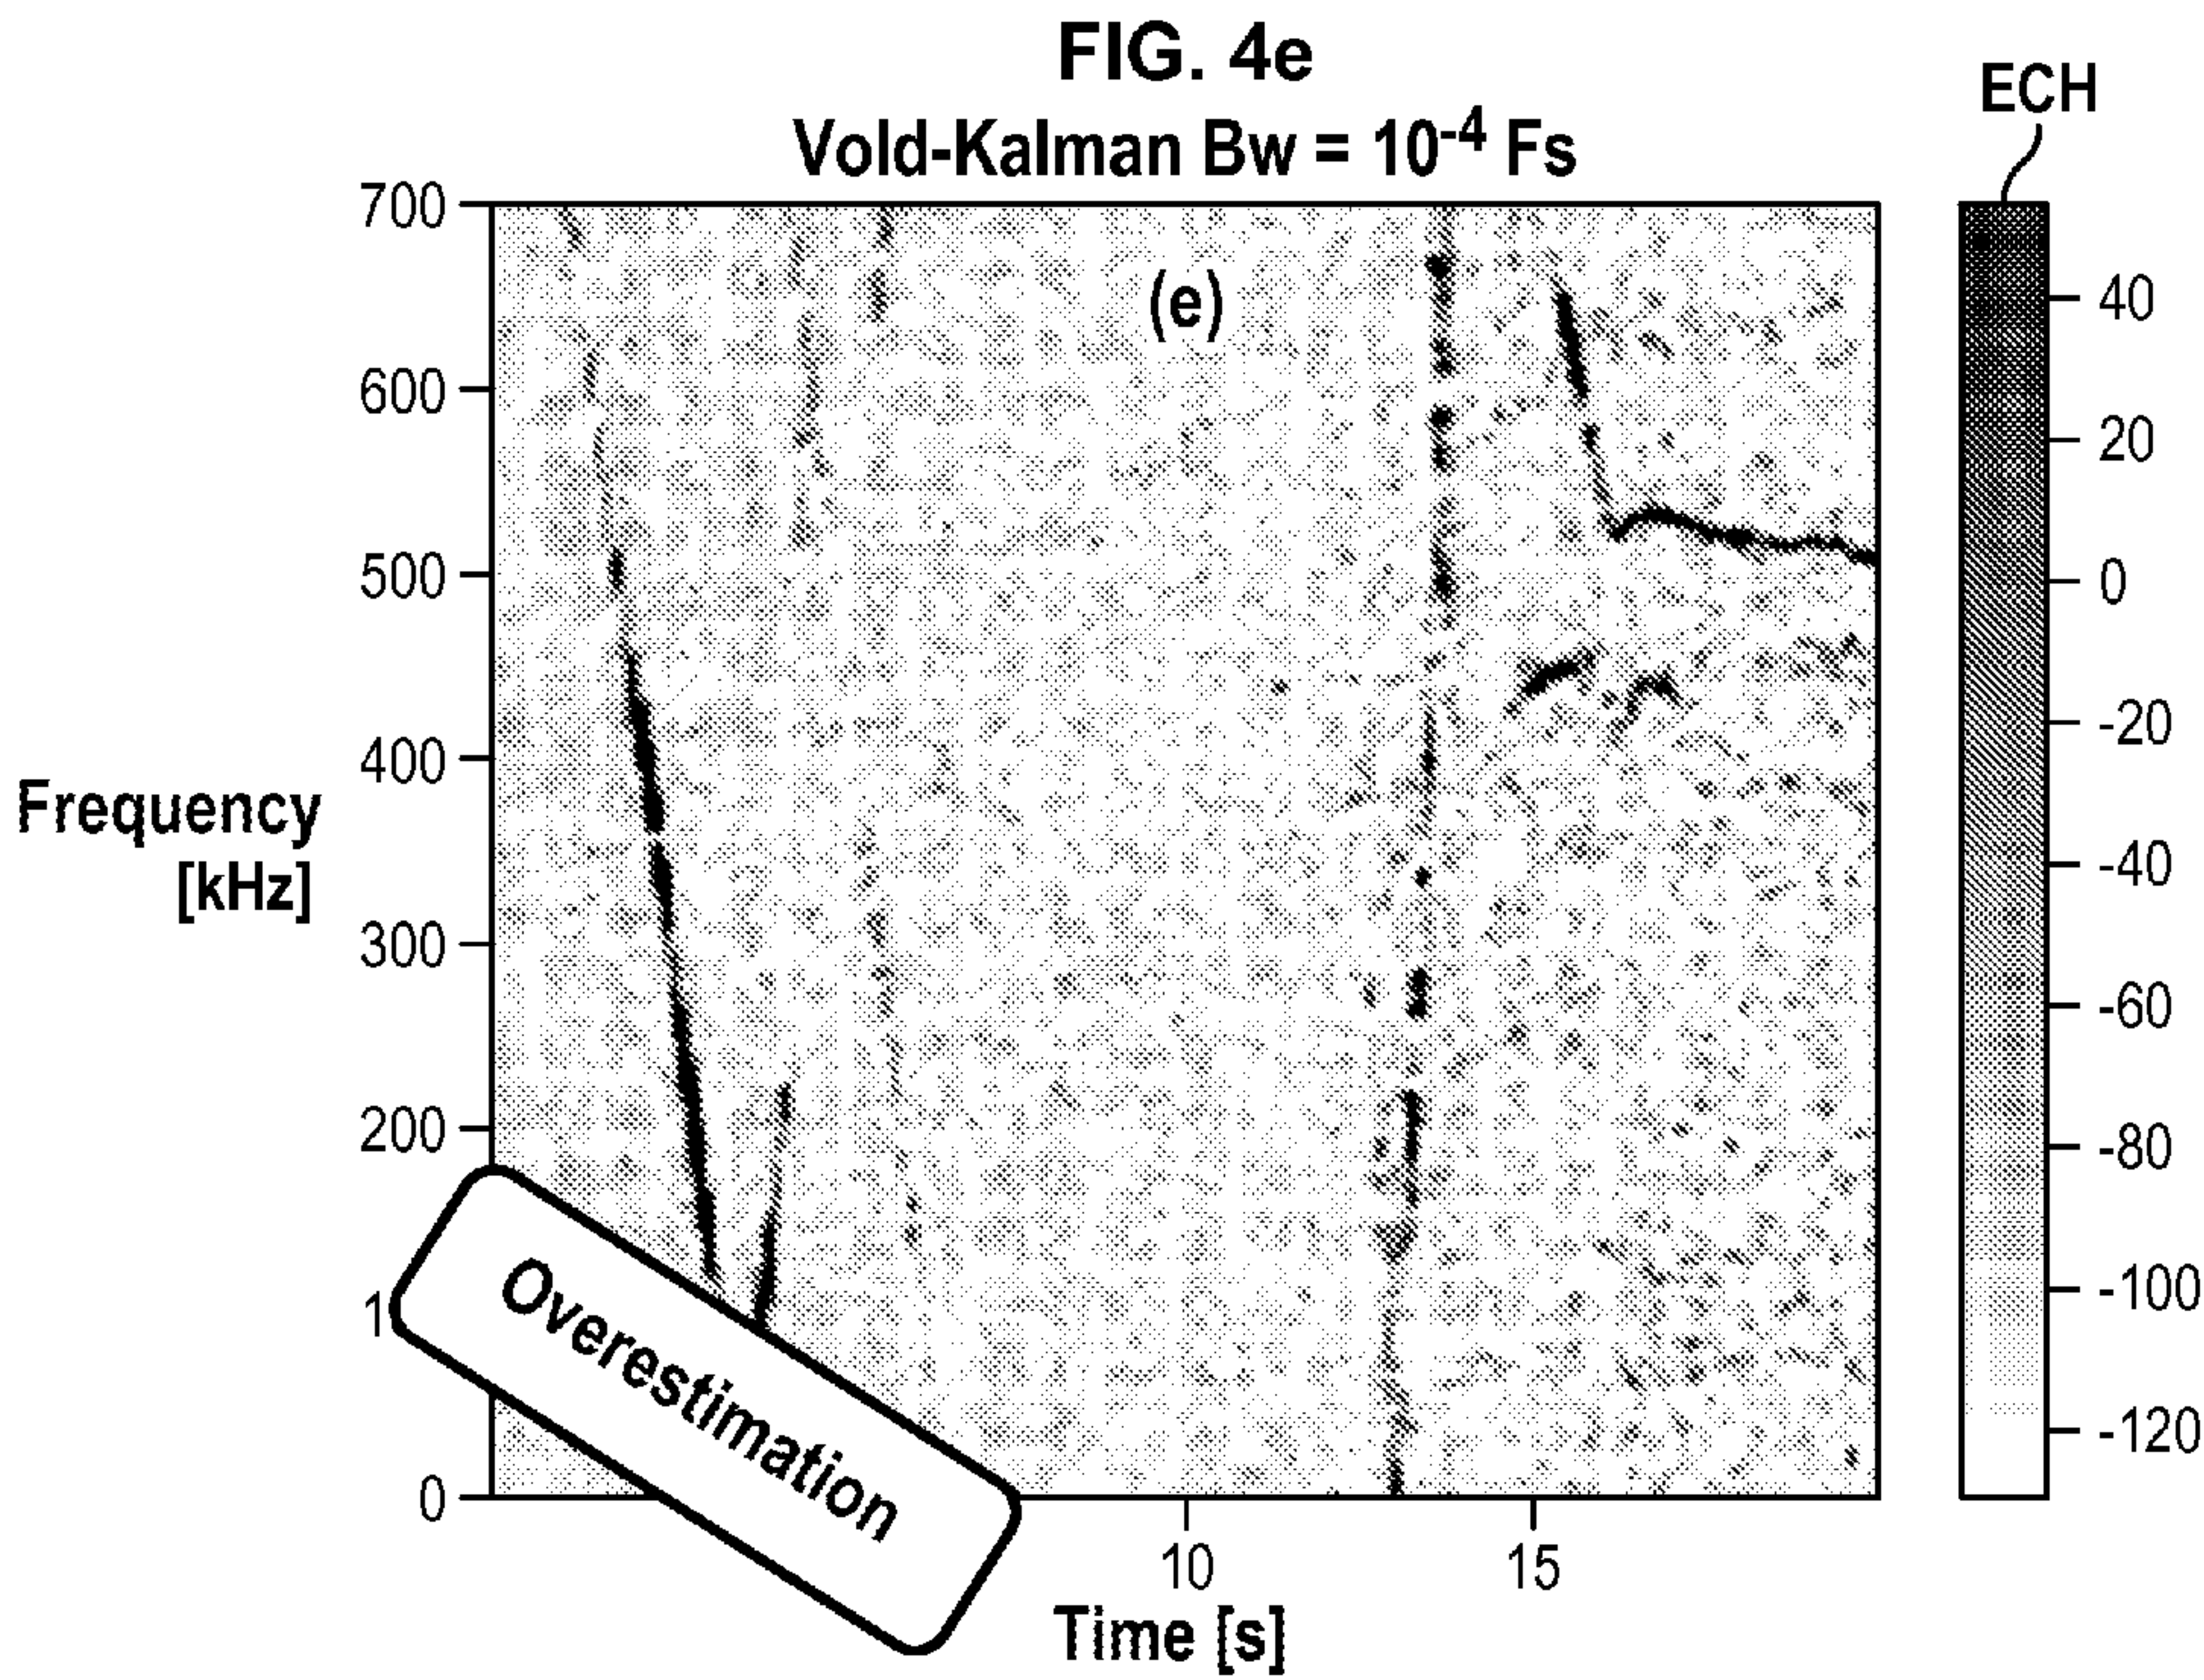 FIG. 4e
Vold-Kalman Bw = 10⁻⁴ Fs
ECH
(e)
Frequency
[kHz]
700
600
500
400
300
200
1
0
Overestimation
10
15
Time [s]
40
20
0
-20
-40
-60
-80
-100
-120